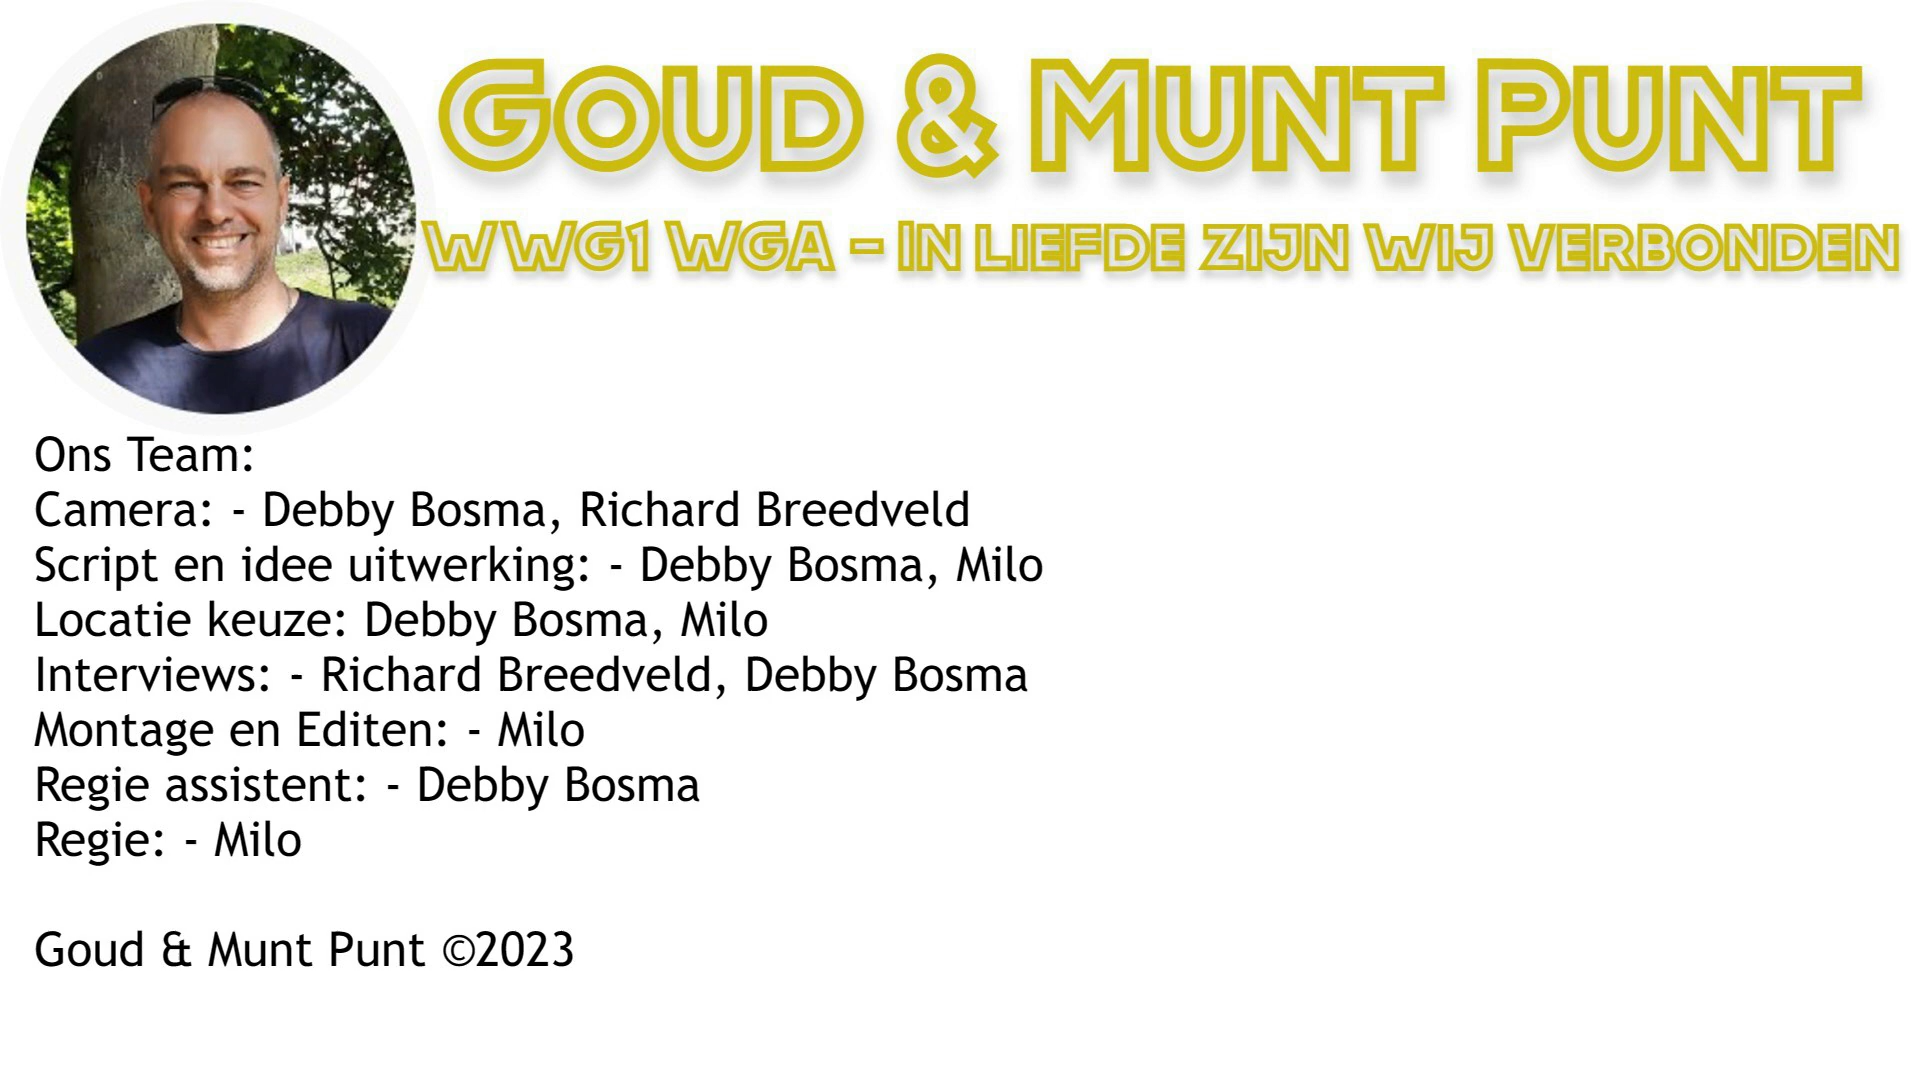 Goud & Munt Punt
WWG1 WGA - In liefde zijn wij verbonden
Ons Team:
Camera: - Debby Bosma, Richard Breedveld
Script en idee uitwerking: - Debby Bosma, Milo
Locatie keuze: Debby Bosma, Milo
Interviews: - Richard Breedveld, Debby Bosma
Montage en Editen: - Milo
Regie assistent: - Debby Bosma
Regie: - Milo
Goud & Munt Punt ©2023